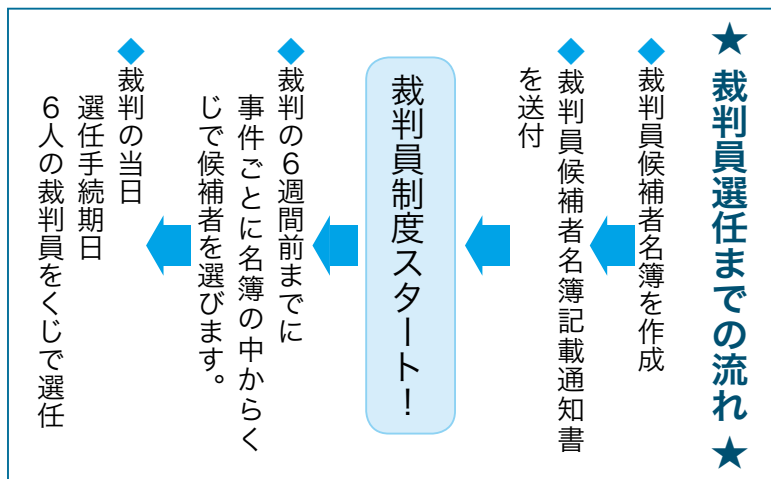 ★ 裁判員選任までの流れ ★
◆裁判員候補者名簿を作成
◆裁判員候補者名簿記載通知書
を送付
裁判員制度スタート！
◆裁判の６週間前までに
事件ごとに名簿の中からく
じで候補者を選びます。
◆裁判の当日
選任手続期日
６人の裁判員をくじで選任